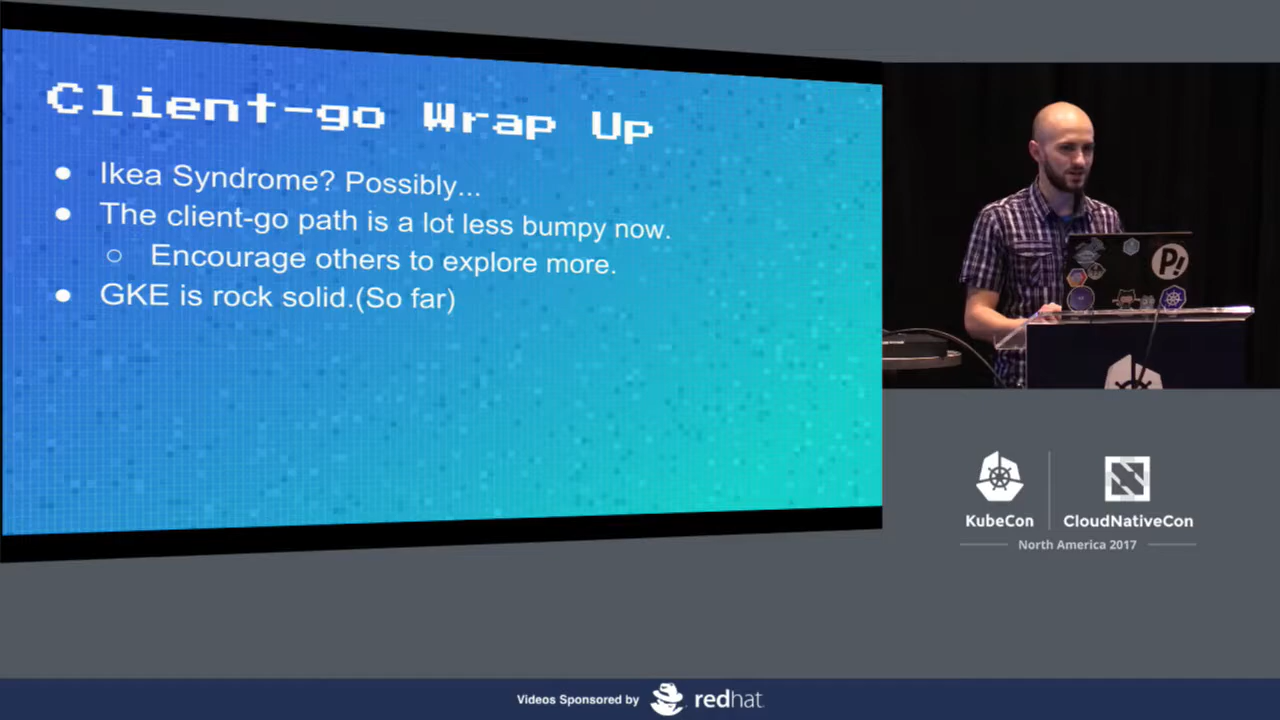 Client-go Wrap Up
● Ikea Syndrome? Possibly...
● The client-go path is a lot less bumpy now.
○ Encourage others to explore more.
● GKE is rock solid.(So far)
P!
KubeCon
CloudNativeCon
North America 2017
Videos Sponsored by
redhat.